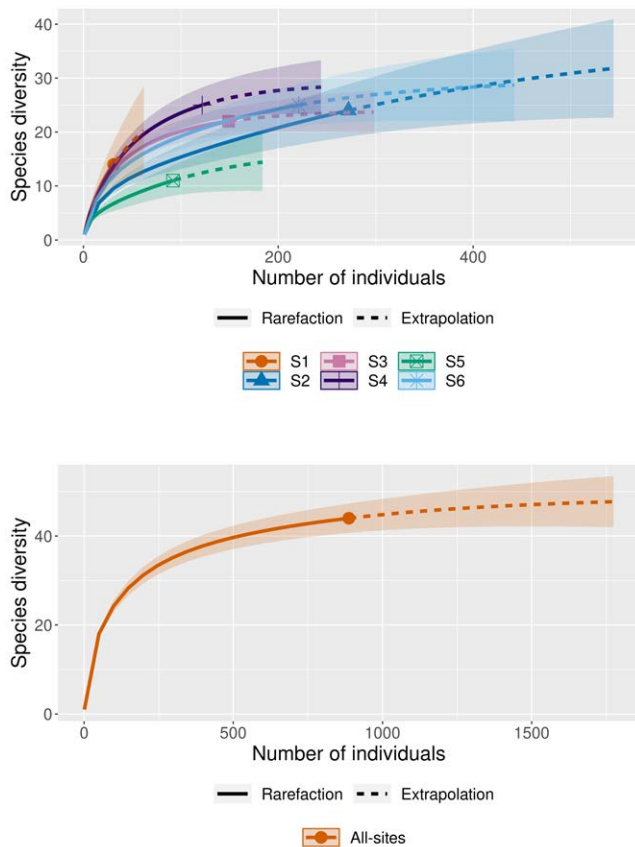 40
30
20
10
0
Species diversity
0 200 400
Number of individuals
Rarefaction Extrapolation
S1 S3 S5
S2 S4 S6
40
20
0
Species diversity
0 500 1000 1500
Number of individuals
Rarefaction Extrapolation
All-sites